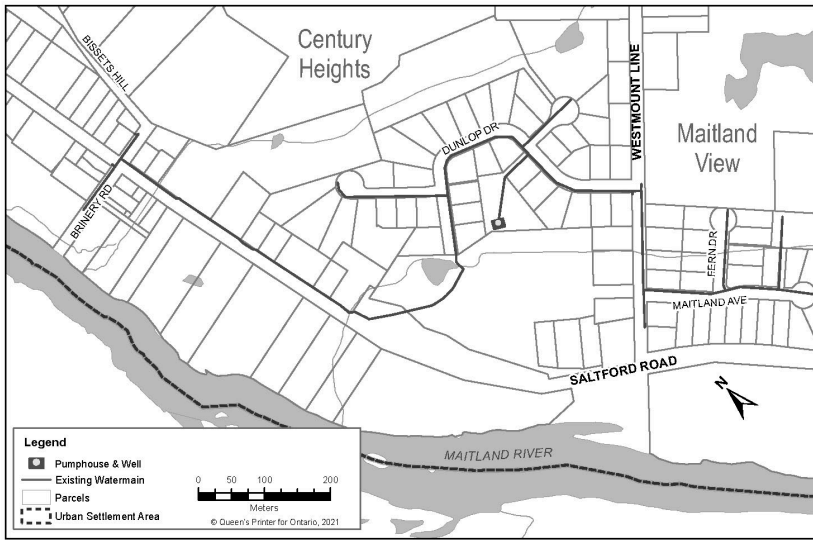 BISSETS HILL
Century
Heights
WESTMOUNT LINE
Maitland
View
DUNLOP DR
BRINERY RD
FERN DR
MAITLAND AVE
SALTFORD ROAD
N
MAITLAND RIVER
Legend
Pumphouse & Well
Existing Watermain
Parcels
Urban Settlement Area
0 50 100 200
Meters
© Queen's Printer for Ontario, 2021